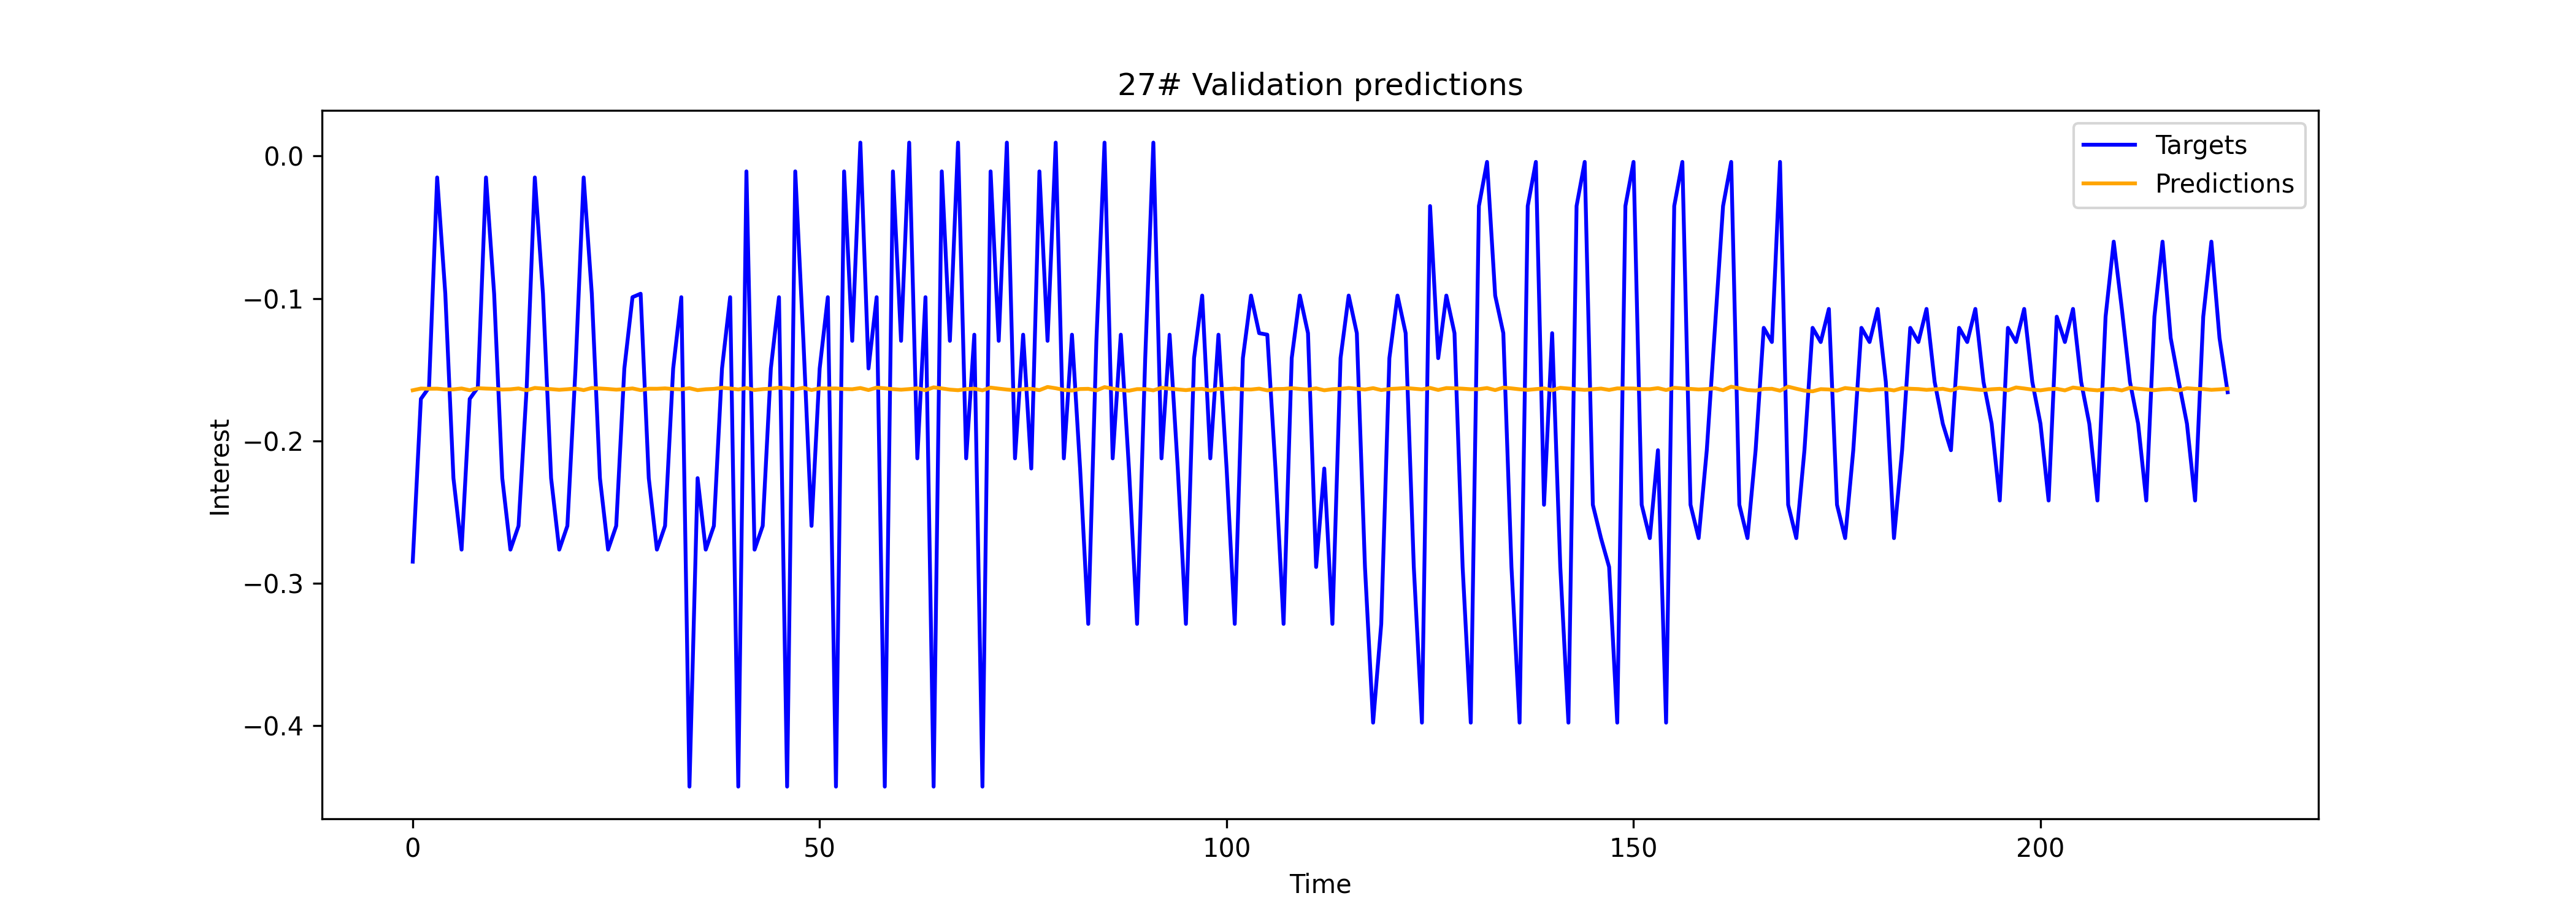 27# Validation predictions
Targets
Predictions
Interest
0.0
−0.1
−0.2
−0.3
−0.4
0
50
100
150
200
Time